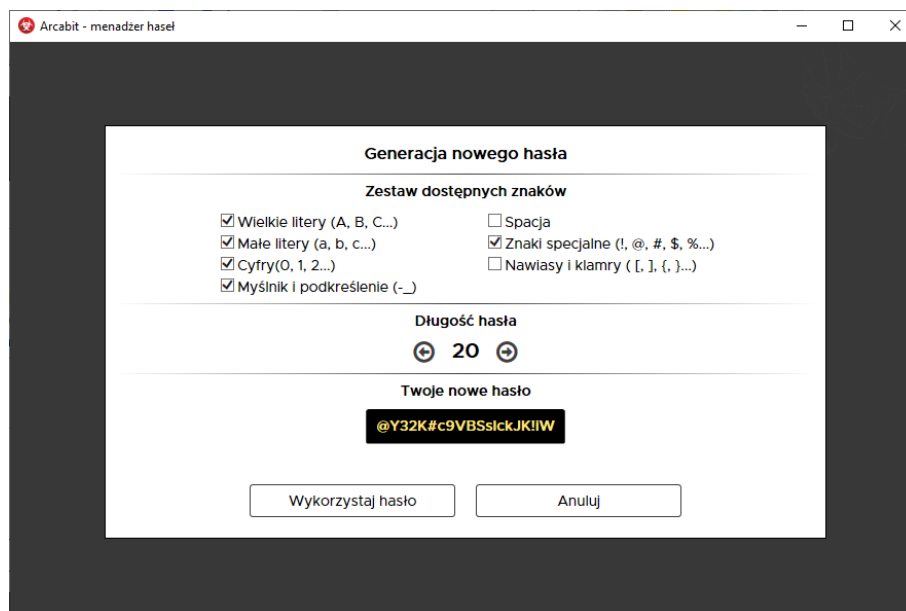 Arcabit - menadżer haseł
Generacja nowego hasła
Zestaw dostępnych znaków
Wielkie litery (A, B, C...)
Spacja
Małe litery (a, b, c...)
Znaki specjalne (!, @, #, $, %...)
Cyfry(0, 1, 2...)
Nawiasy i klamry ( [, ], {, }...)
Myślnik i podkreślenie (-_)
Długość hasła
20
Twoje nowe hasło
@Y32K#c9VBSsIckJK!IW
Wykorzystaj hasło
Anuluj